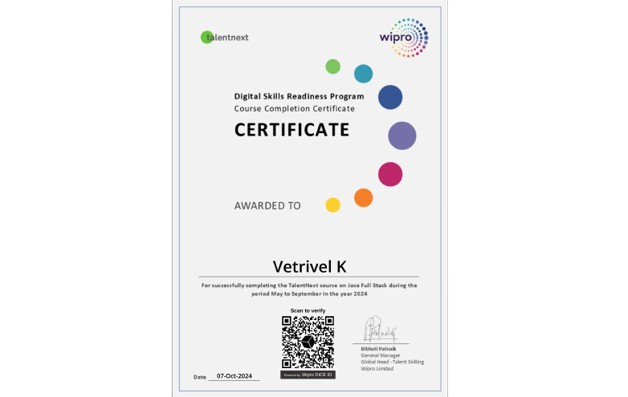 talentnext
wipro
Digital Skills Readiness Program
Course Completion Certificate
CERTIFICATE
AWARDED TO
Vetrivel K
For successfully completing the TalentNext course on Java Full Stack during the
period May to September in the year 2024
Scan to verify
Powered by Wipro DICE ID
Date 07-Oct-2024
Bibhuti Patnaik
General Manager
Global Head - Talent Skilling
Wipro Limited